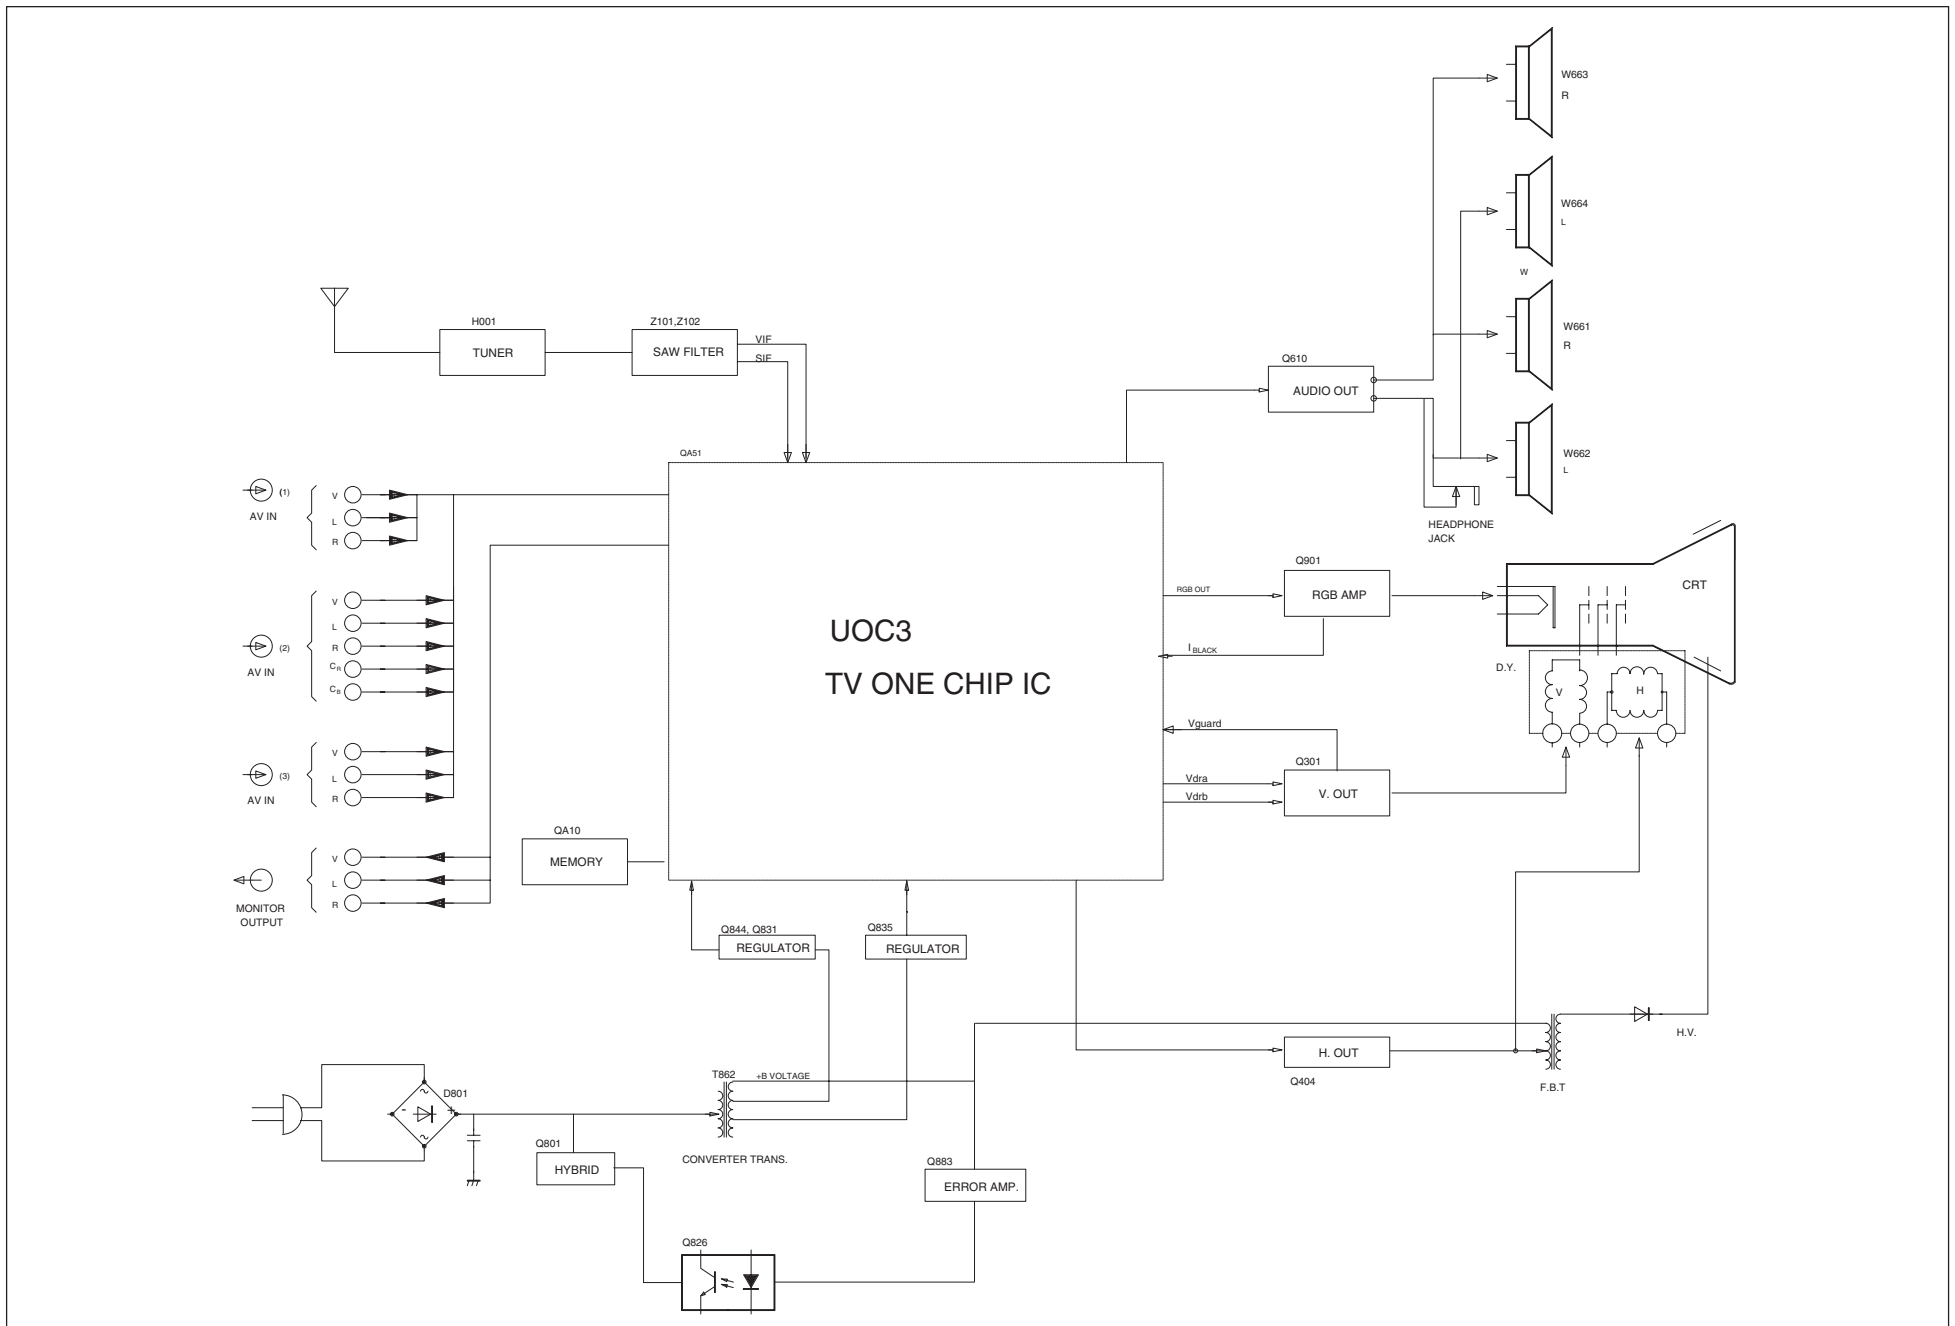 W663
R
W664
L
W
W661
R
W662
L
H001
TUNER
Z101,Z102
SAW FILTER
VIF
SIF
Q610
AUDIO OUT
HEADPHONE
JACK
QA51
UOC3
TV ONE CHIP IC
(1)
AV IN
V
L
R
(2)
AV IN
V
L
R
CR
CB
(3)
AV IN
V
L
R
MONITOR
OUTPUT
V
L
R
QA10
MEMORY
RGB OUT
Q901
RGB AMP
I BLACK
CRT
D.Y.
V
H
Vguard
Q301
V. OUT
Vdra
Vdrb
Q844, Q831
REGULATOR
Q835
REGULATOR
H. OUT
Q404
H.V.
F.B.T
D801
~
-
+
~
T862
+B VOLTAGE
CONVERTER TRANS.
Q801
HYBRID
Q883
ERROR AMP.
Q826